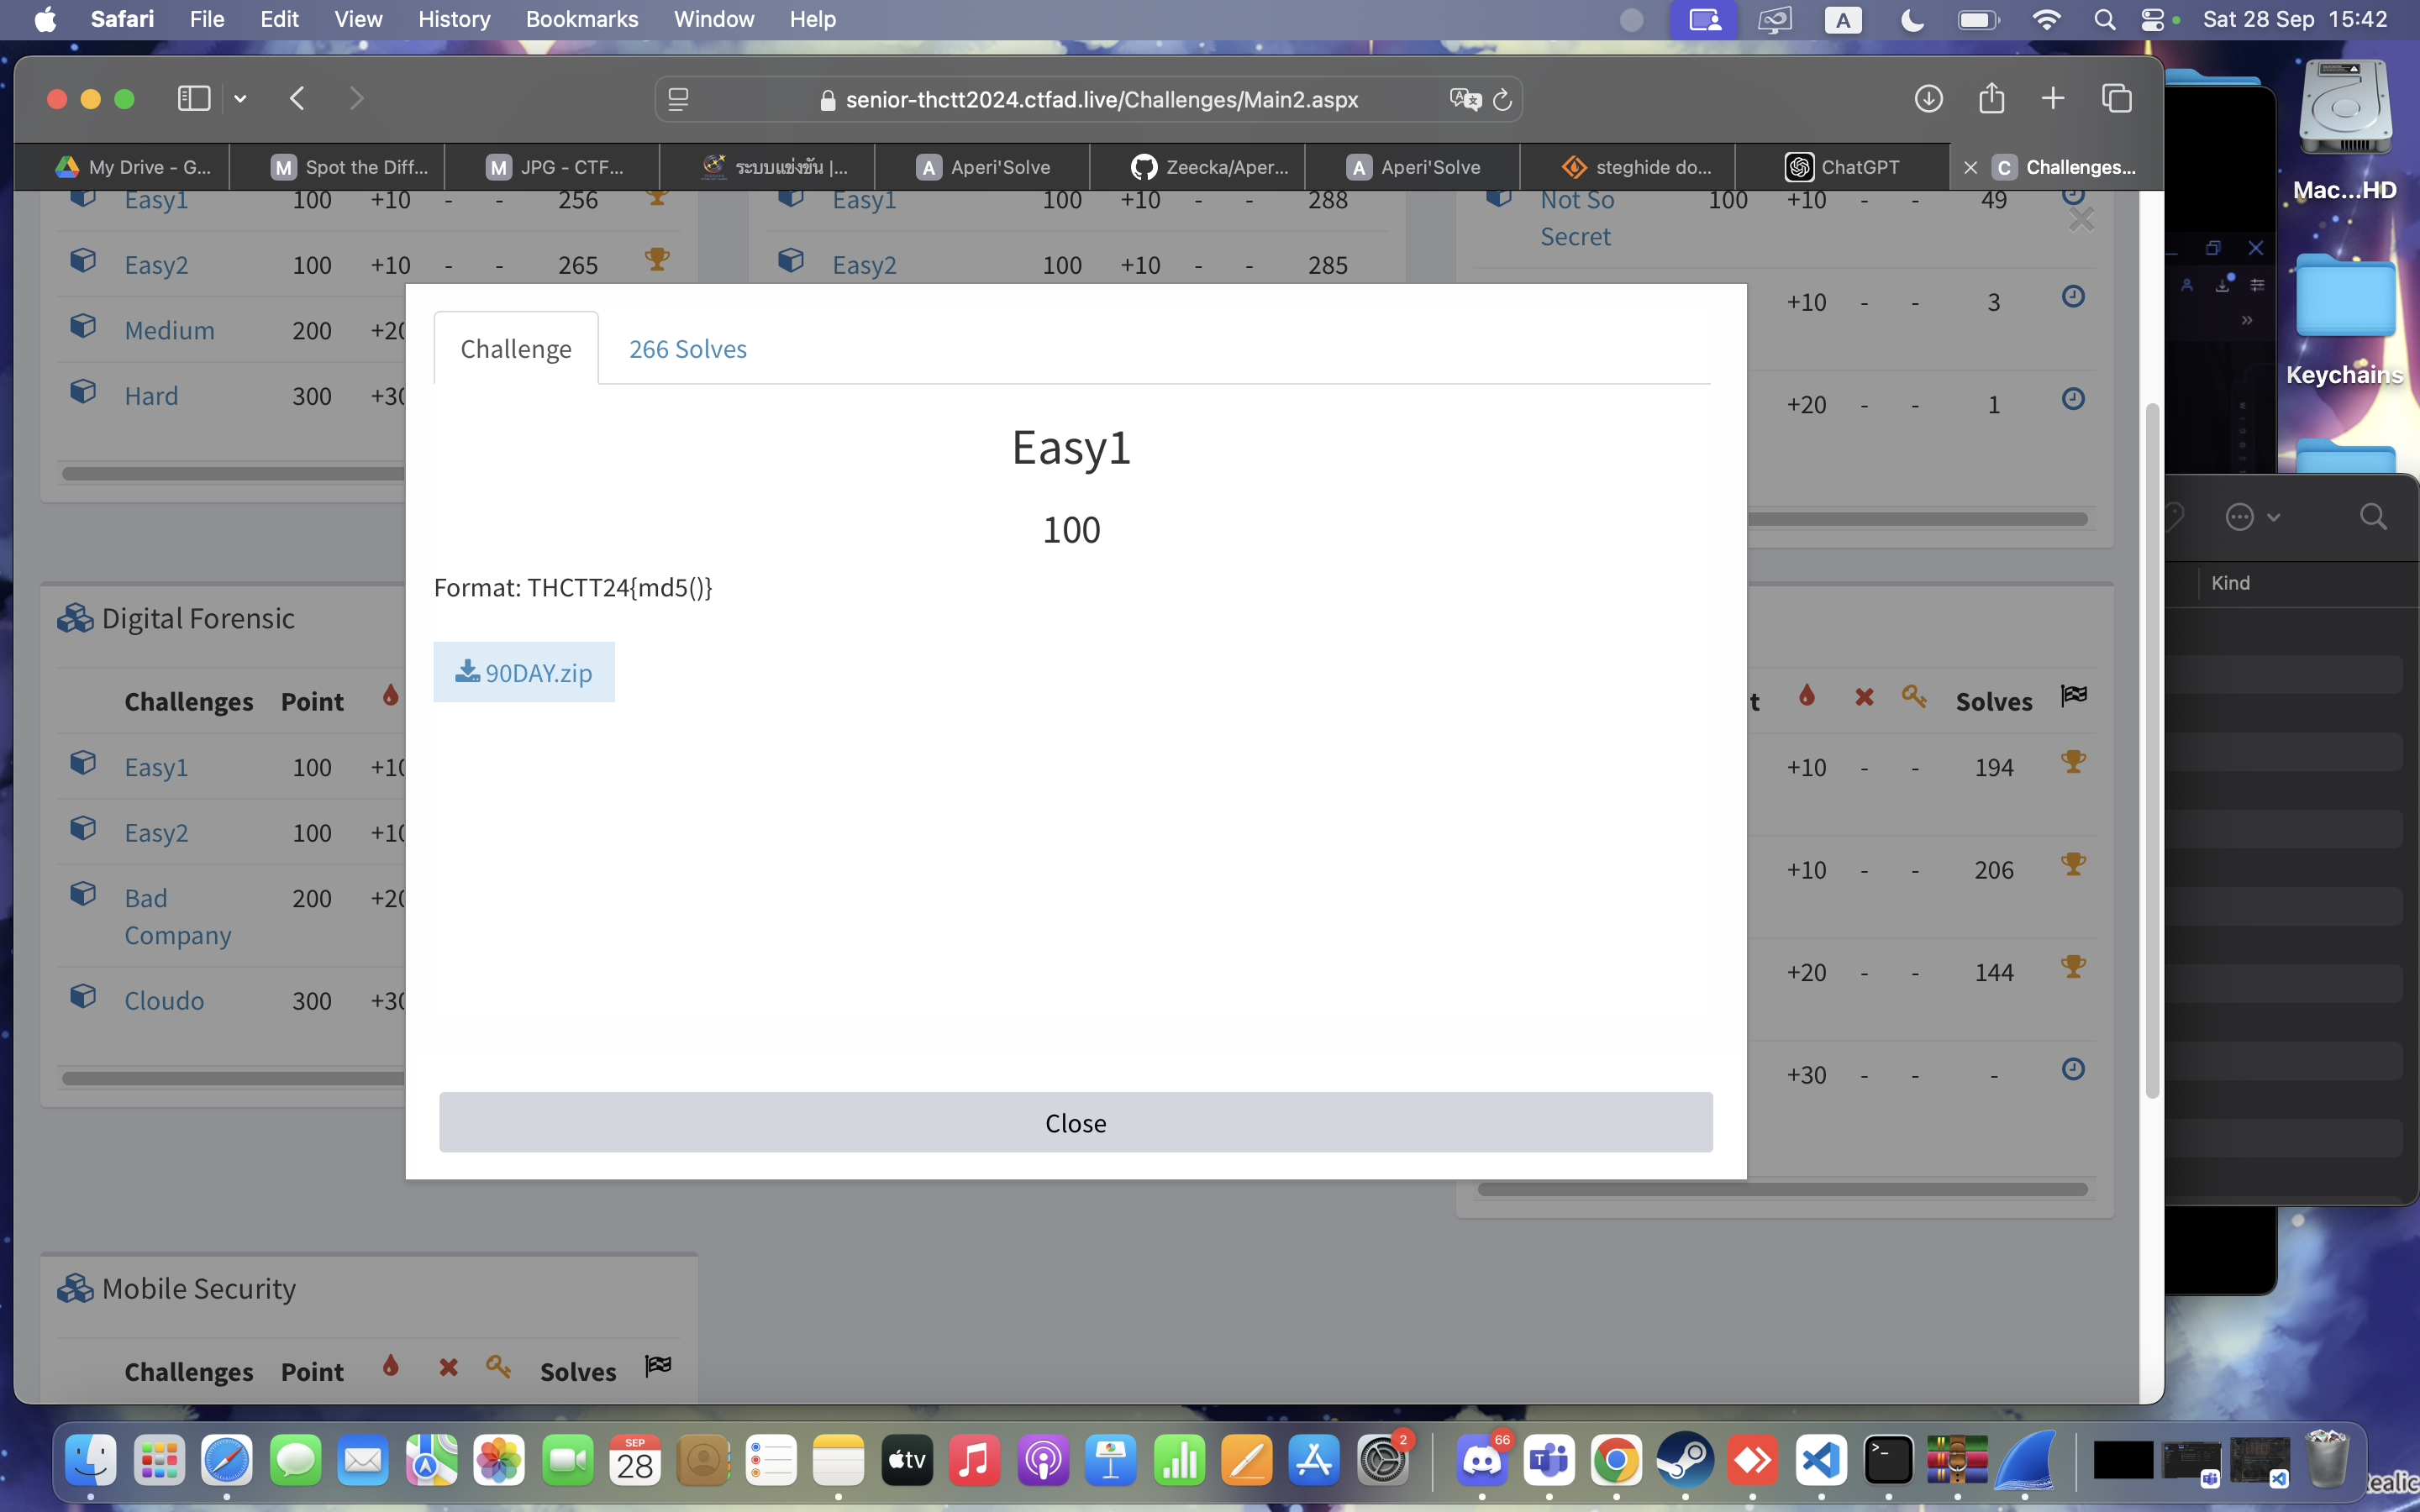 Safari File Edit View History Bookmarks Window Help A Sat 28 Sep 15:42
senior-thctt2024.ctfad.live/Challenges/Main2.aspx
My Drive - G... M Spot the Diff... M JPG - CTF... ระบบแข่งขัน |... A Aperi'Solve Zeecka/Aper... A Aperi'Solve steghide do... ChatGPT C Challenges...
Mac...HD
Keychains
Easy1 100 +10 - - 256
Easy2 100 +10 - - 265
Medium 200 +20
Hard 300 +30
Easy1 100 +10 - - 288
Easy2 100 +10 - - 285
Not So Secret 100 +10 - - 49
+10 - - 3
+20 - - 1
Challenge 266 Solves
Easy1
100
Format: THCTT24{md5()}
90DAY.zip
Close
Digital Forensic
Challenges Point
Easy1 100 +10
Easy2 100 +10
Bad Company 200 +20
Cloudo 300 +30
t Solves
+10 - - 194
+10 - - 206
+20 - - 144
+30 - - -
Kind
Mobile Security
Challenges Point Solves
SEP
28
tv
2
66
ealic